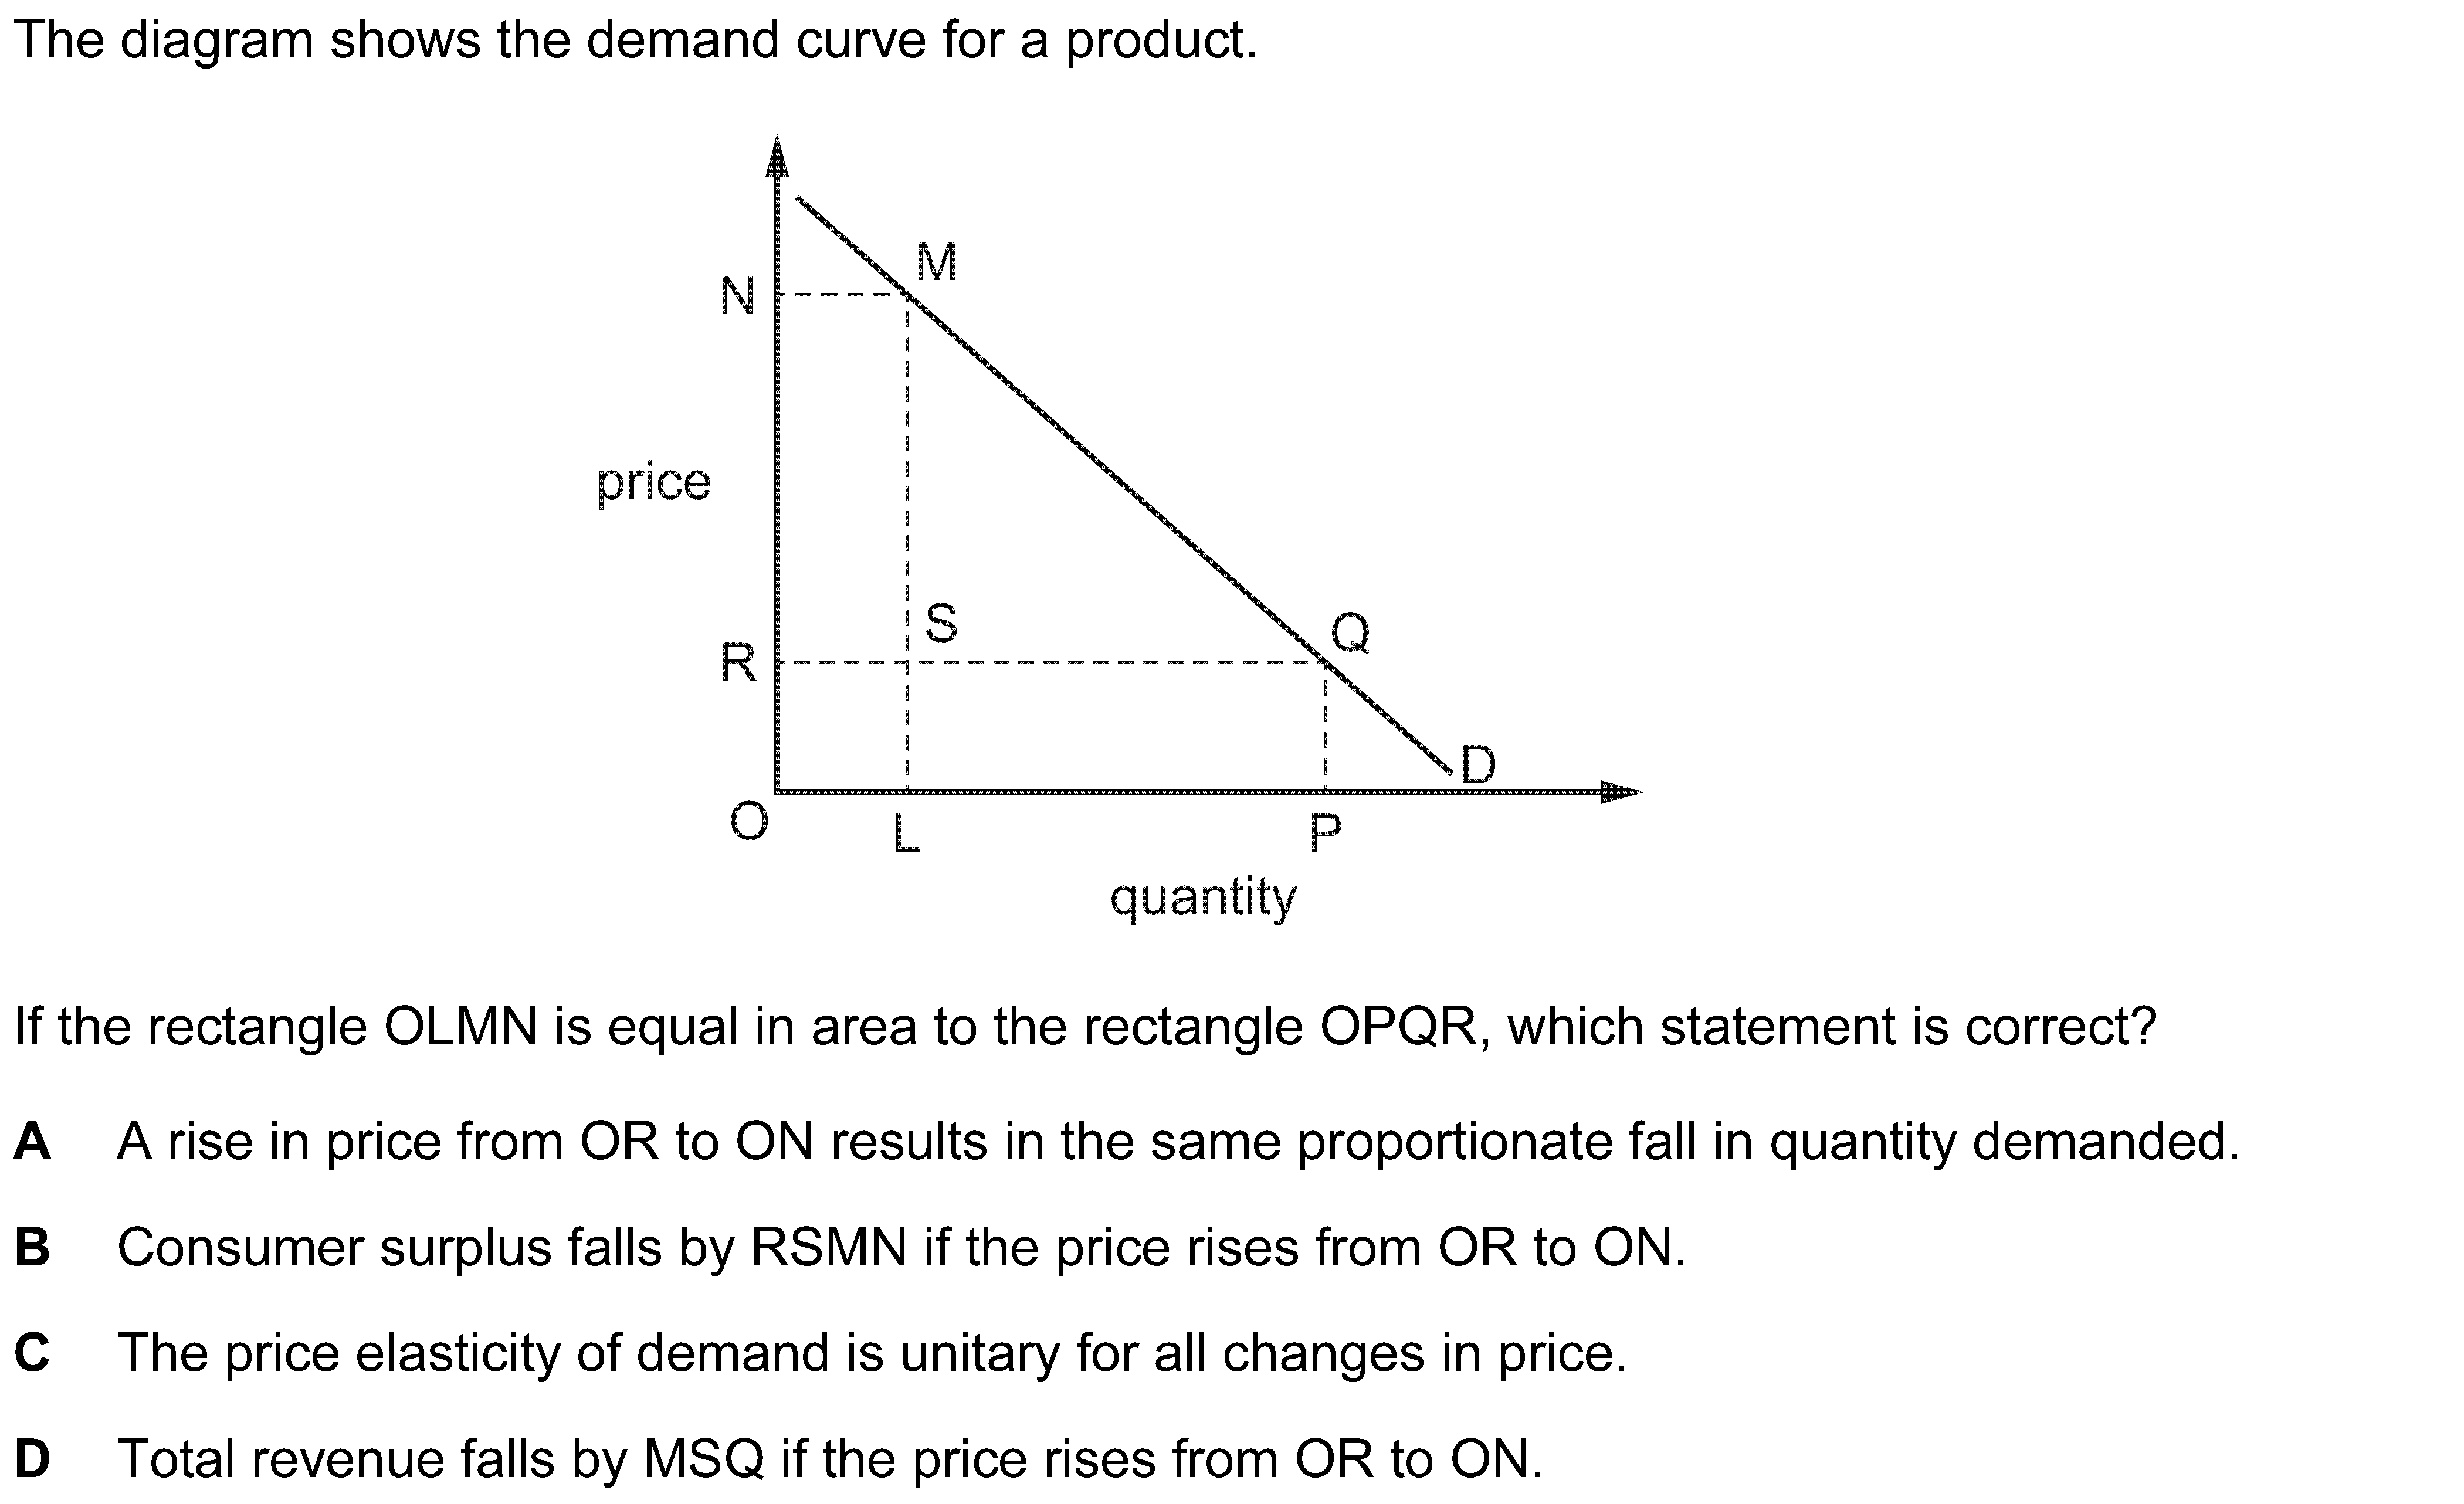 The diagram shows the demand curve for a product.
M
N
price
S
Q
R
D
O
L
P
quantity
If the rectangle OLMN is equal in area to the rectangle OPQR, which statement is correct?
A A rise in price from OR to ON results in the same proportionate fall in quantity demanded.
B Consumer surplus falls by RSMN if the price rises from OR to ON.
C The price elasticity of demand is unitary for all changes in price.
D Total revenue falls by MSQ if the price rises from OR to ON.